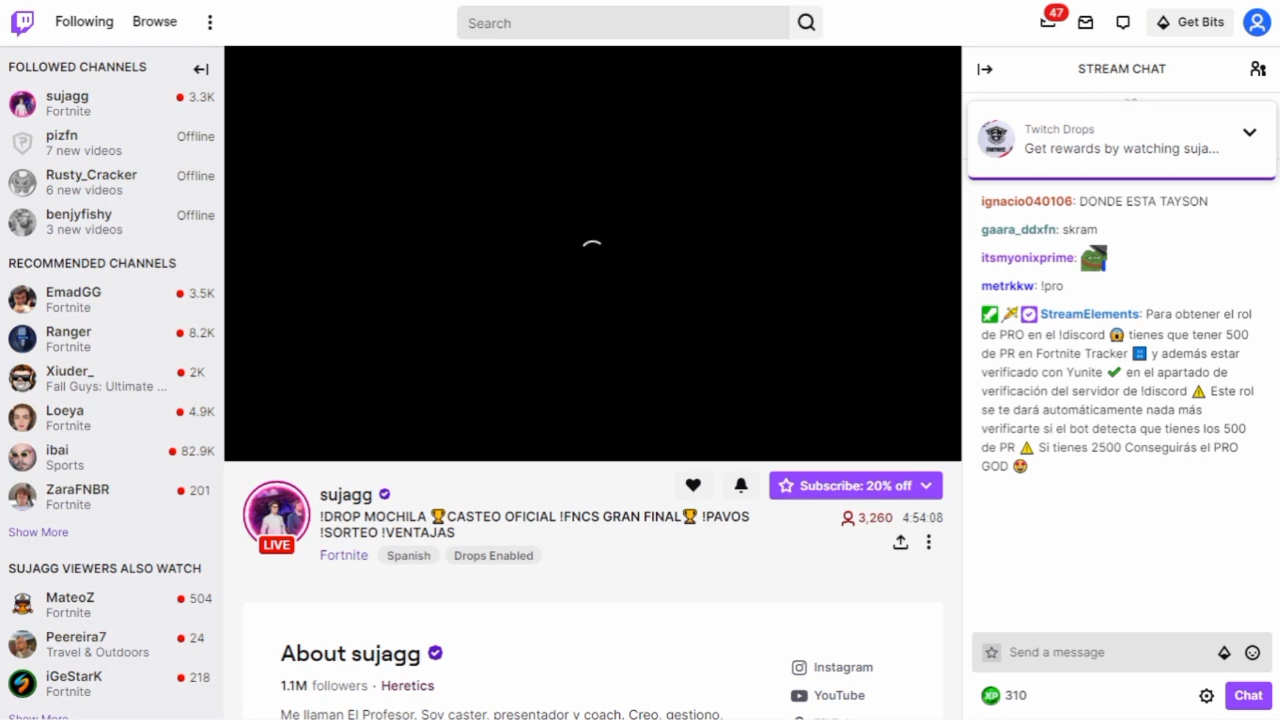 Following
Browse
Search
47
Get Bits
FOLLOWED CHANNELS
sujagg
3.3K
Fortnite
pizfn
Offline
7 new videos
Rusty_Cracker
Offline
6 new videos
benjyfishy
Offline
3 new videos
RECOMMENDED CHANNELS
EmadGG
3.5K
Fortnite
Ranger
8.2K
Fortnite
Xiuder_
2K
Fall Guys: Ultimate ...
Loeya
4.9K
Fortnite
ibai
82.9K
Sports
ZaraFNBR
201
Fortnite
Show More
SUJAGG VIEWERS ALSO WATCH
MateoZ
504
Fortnite
Peereira7
24
Travel & Outdoors
iGeStarK
218
Fortnite
Show More
sujagg
Subscribe: 20% off
!DROP MOCHILA 🏆CASTEO OFICIAL !FNCS GRAN FINAL🏆 !PAVOS
!SORTEO !VENTAJAS
3,260 4:54:08
LIVE
Fortnite
Spanish
Drops Enabled
About sujagg
1.1M followers · Heretics
Me llaman El Profesor. Soy caster, presentador y coach. Creo, gestiono,
Instagram
YouTube
STREAM CHAT
Twitch Drops
Get rewards by watching suja...
ignacio040106: DONDE ESTA TAYSON
gaara_ddxfn: skram
itsmyonixprime:
metrkkw: !pro
StreamElements: Para obtener el rol
de PRO en el !discord 😱 tienes que tener 500
de PR en Fortnite Tracker y además estar
verificado con Yunite ✔ en el apartado de
verificación del servidor de !discord ⚠ Este rol
se te dará automáticamente nada más
verificarte si el bot detecta que tienes los 500
de PR ⚠ Si tienes 2500 Conseguirás el PRO
GOD 🤩
Send a message
XP
310
Chat